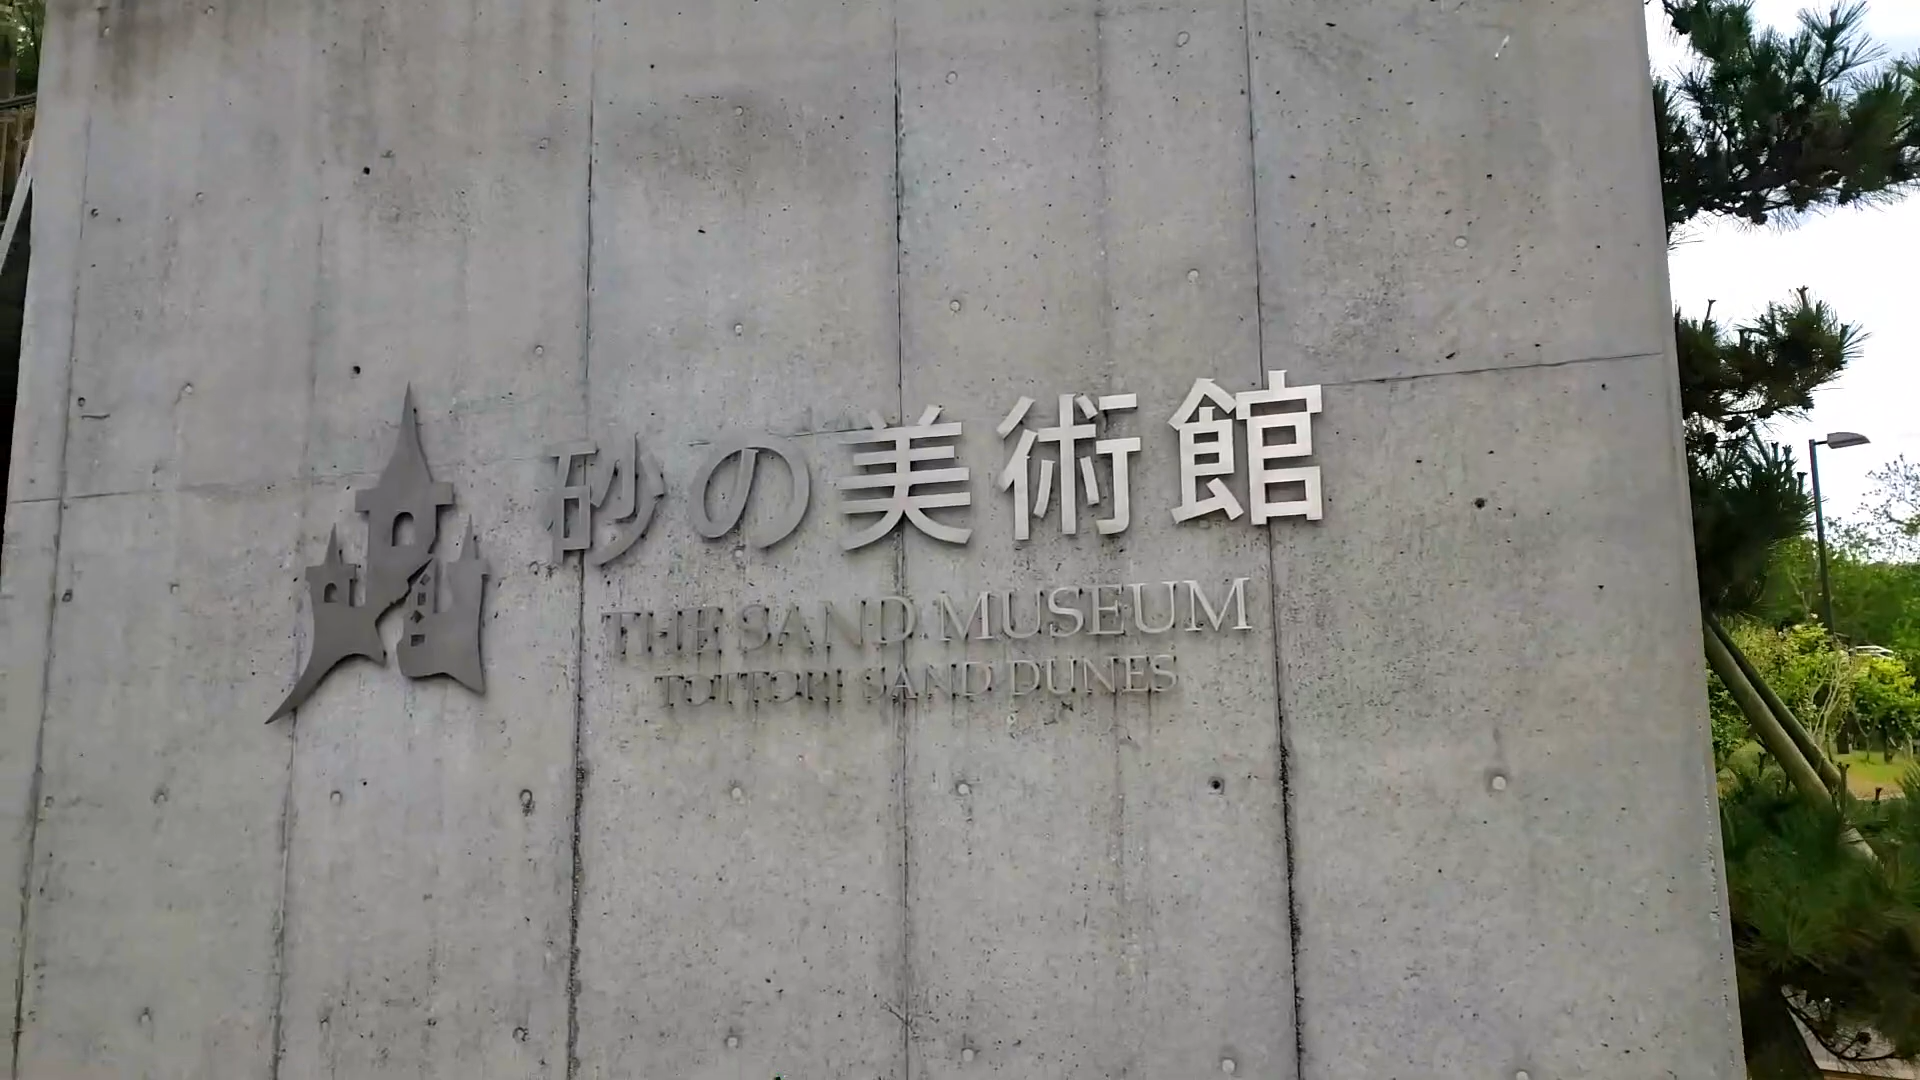 砂の美術館
THE SAND MUSEUM
TOTTORI SAND DUNES